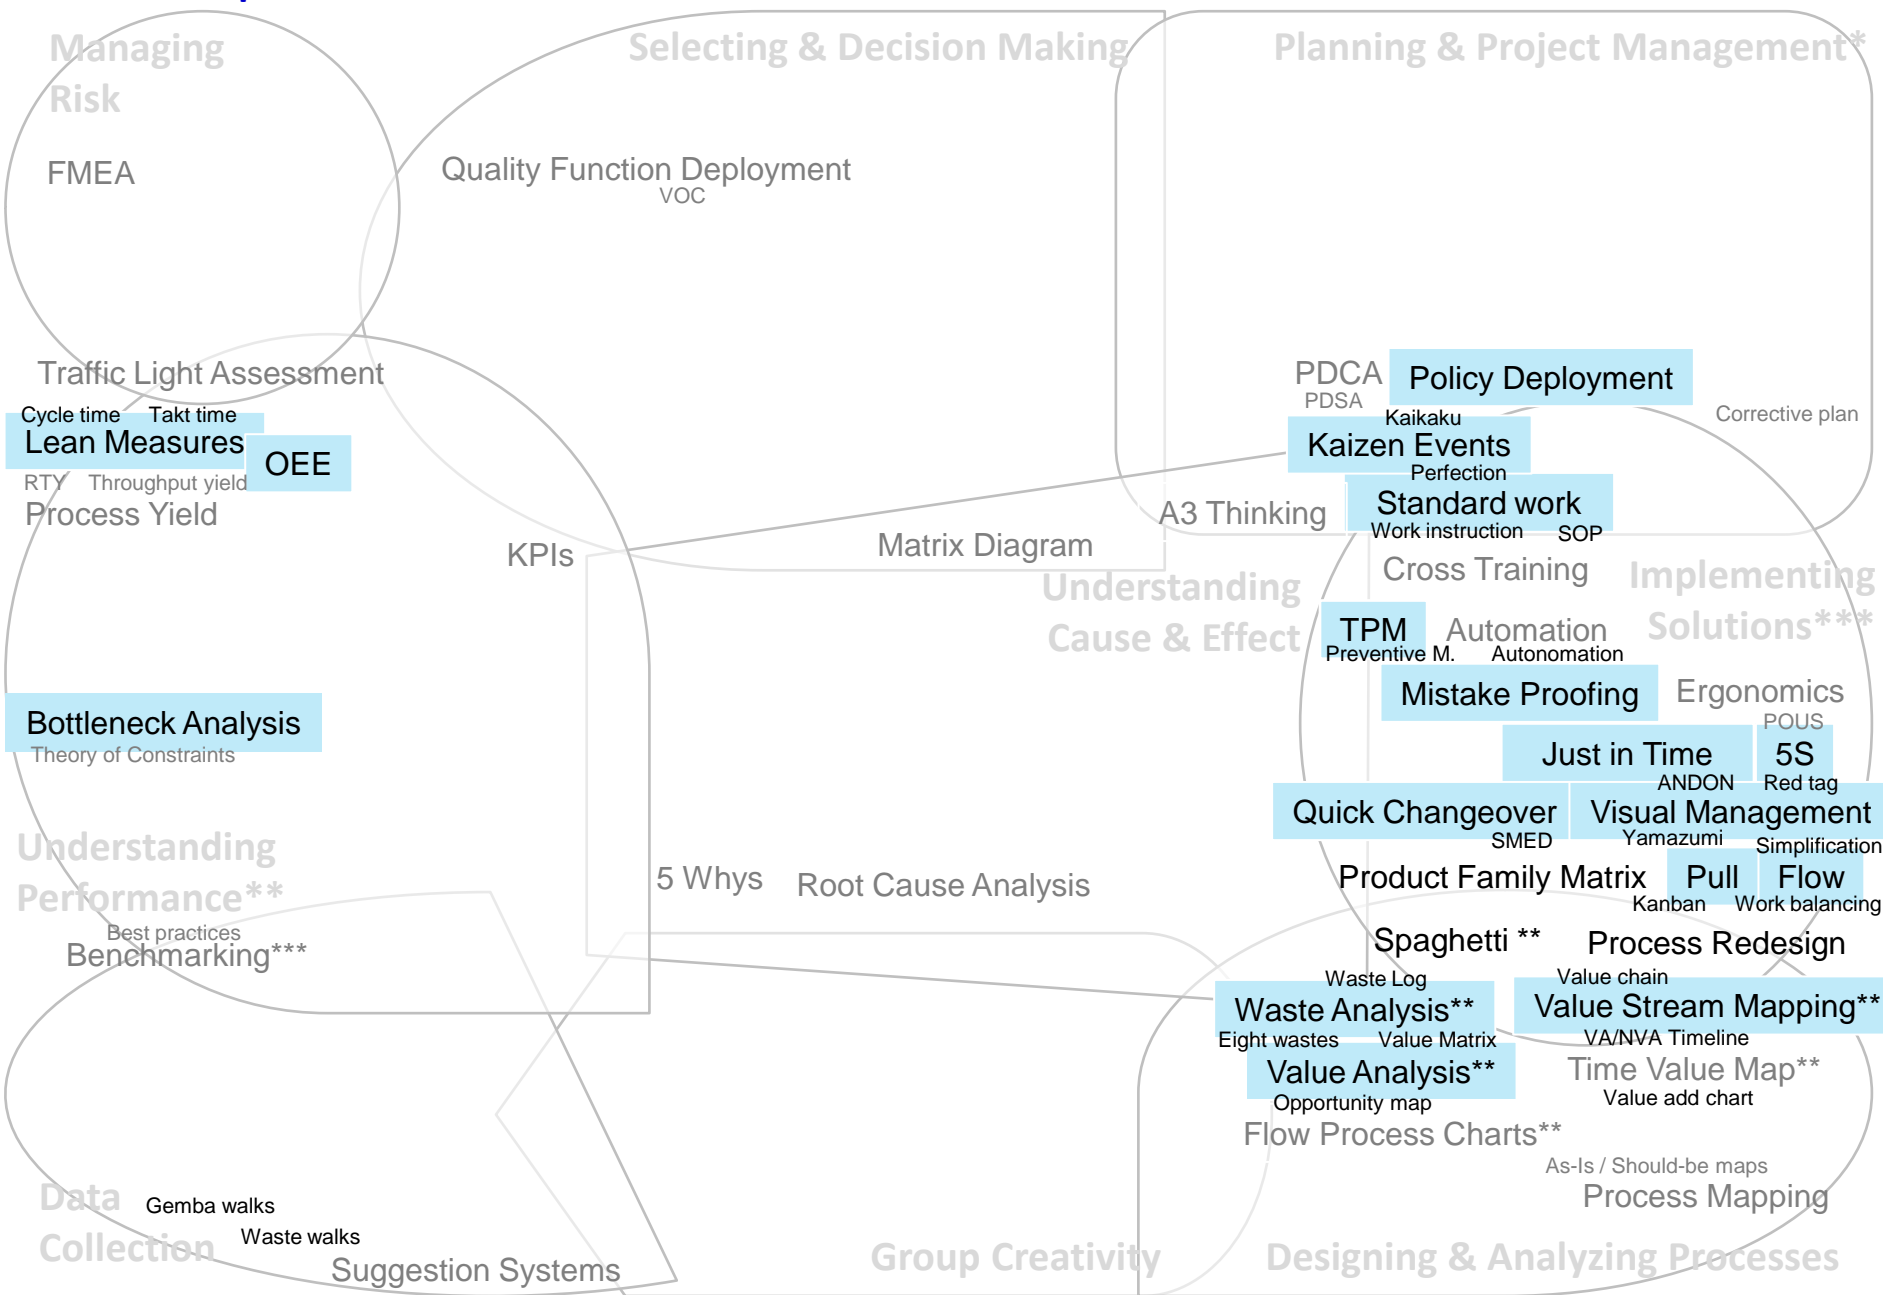 Managing
Risk
Selecting & Decision Making
Planning & Project Management*
FMEA
Quality Function Deployment
VOC
Traffic Light Assessment
PDCA
Policy Deployment
PDSA
Corrective plan
Cycle time
Takt time
Kaikaku
Lean Measures
OEE
Kaizen Events
Perfection
RTY
Throughput yield
Process Yield
Standard work
A3 Thinking
Work instruction
SOP
KPIs
Matrix Diagram
Cross Training
Understanding
Cause & Effect
Implementing
Solutions***
TPM
Automation
Preventive M.
Autonomation
Mistake Proofing
Ergonomics
POUS
Bottleneck Analysis
Theory of Constraints
Just in Time
5S
ANDON
Red tag
Quick Changeover
Visual Management
SMED
Yamazumi
Simplification
Understanding
Performance**
5 Whys
Root Cause Analysis
Product Family Matrix
Pull
Flow
Kanban
Work balancing
Best practices
Benchmarking***
Spaghetti **
Process Redesign
Waste Log
Value chain
Waste Analysis**
Value Stream Mapping**
Eight wastes
Value Matrix
VA/NVA Timeline
Value Analysis**
Time Value Map**
Opportunity map
Value add chart
Flow Process Charts**
As-Is / Should-be maps
Process Mapping
Data
Collection
Gemba walks
Waste walks
Suggestion Systems
Group Creativity
Designing & Analyzing Processes